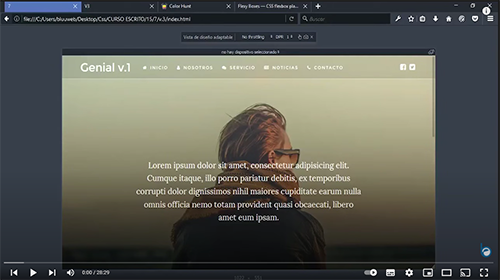 7
V3
Color Hunt
Flexy Boxes — CSS flexbox pla...
file:///C:/Users/bluuweb/Desktop/Css/CURSO ESCRITO/15/T/v.3/index.html
Buscar
Vista de diseño adaptable
No throttling
DPR: 1
no hay dispositivo seleccionado
Genial v.1
INICIO
NOSOTROS
SERVICIO
NOTICIAS
CONTACTO
Lorem ipsum dolor sit amet, consectetur adipisicing elit.
Cumque itaque, illo porro pariatur debitis, ex temporibus
corrupti dolor dignissimos nihil maiores cupiditate earum nulla
omnis officia nemo totam provident quasi obcaecati, libero
amet eum ipsam.
0:00 / 28:29